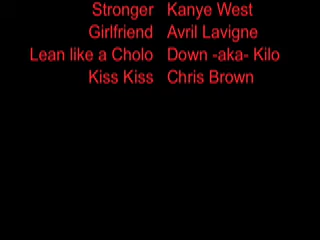 Stronger Kanye West
Girlfriend Avril Lavigne
Lean like a Cholo Down -aka- Kilo
Kiss Kiss Chris Brown